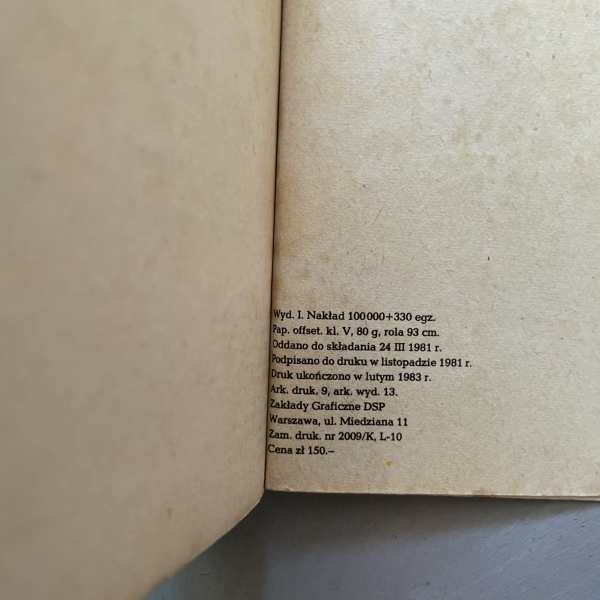 Wyd. I. Nakład 100000+330 egz.
Pap. offset. kl. V, 80 g, rola 93 cm.
Oddano do składania 24 III 1981 r.
Podpisano do druku w listopadzie 1981 r.
Druk ukończono w lutym 1983 r.
Ark. druk. 9, ark. wyd. 13.
Zakłady Graficzne DSP
Warszawa, ul. Miedziana 11
Zam. druk. nr 2009/K, L-10
Cena zł 150.–